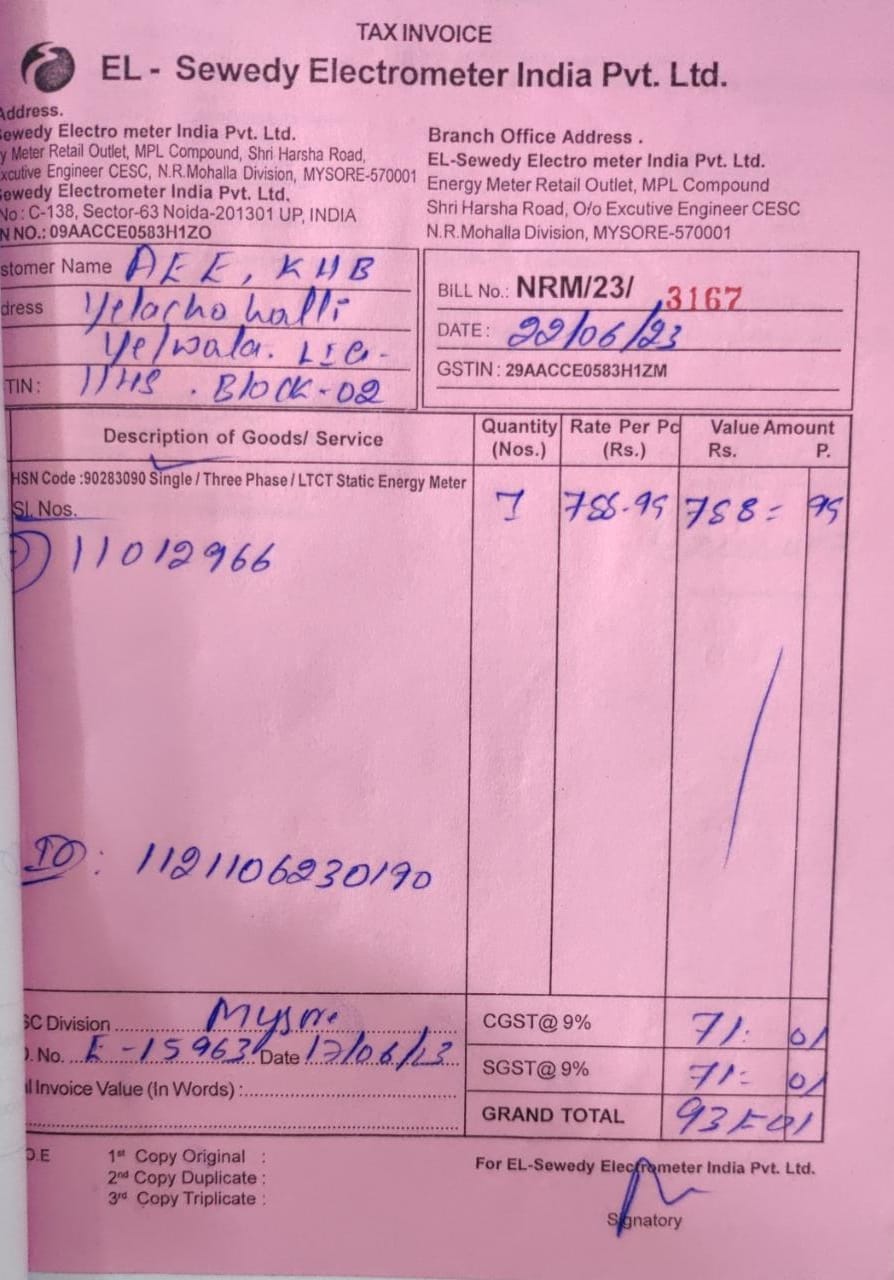 TAX INVOICE
EL - Sewedy Electrometer India Pvt. Ltd.
Address.
ewedy Electro meter India Pvt. Ltd.
y Meter Retail Outlet, MPL Compound, Shri Harsha Road,
xcutive Engineer CESC, N.R.Mohalla Division, MYSORE-570001
ewedy Electrometer India Pvt. Ltd.
No : C-138, Sector-63 Noida-201301 UP, INDIA
N NO.: 09AACCE0583H1ZO
Branch Office Address .
EL-Sewedy Electro meter India Pvt. Ltd.
Energy Meter Retail Outlet, MPL Compound
Shri Harsha Road, O/o Excutive Engineer CESC
N.R.Mohalla Division, MYSORE-570001
stomer Name AEE, KHB
dress Yelachohalli
Yelwala. LIG-
TIN : 11HS . Block-02
BILL No.: NRM/23/ 3167
DATE : 22/06/23
GSTIN : 29AACCE0583H1ZM
Description of Goods/ Service Quantity (Nos.) Rate Per Pc (Rs.) Value Amount Rs. P.
HSN Code :90283090 Single / Three Phase / LTCT Static Energy Meter
Sl. Nos. 1 788.99 788= 99
1) 11012966
ID : 1121106230190
SC Division Mysore
). No. E-15963 Date 17/06/23
l Invoice Value (In Words) :
CGST@ 9% 71. 01
SGST@ 9% 71= 01
GRAND TOTAL 931=01
O.E 1st Copy Original :
2nd Copy Duplicate :
3rd Copy Triplicate :
For EL-Sewedy Electrometer India Pvt. Ltd.
Signatory